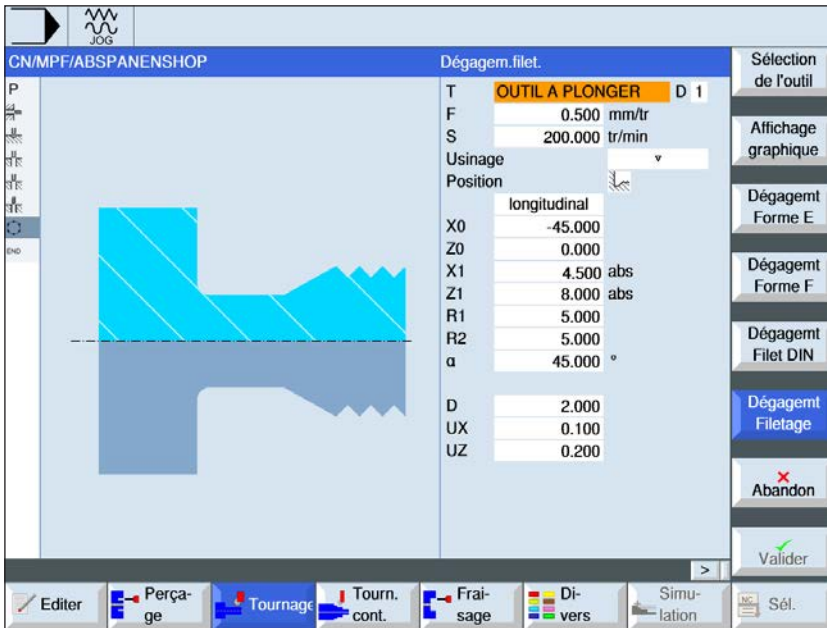 JOG
CN/MPF/ABSPANENSHOP
Dégagem.filet.
P
END
T OUTIL A PLONGER D 1
F 0.500 mm/tr
S 200.000 tr/min
Usinage ▿
Position
longitudinal
X0 -45.000
Z0 0.000
X1 4.500 abs
Z1 8.000 abs
R1 5.000
R2 5.000
α 45.000 °
D 2.000
UX 0.100
UZ 0.200
Sélection
de l'outil
Affichage
graphique
Dégagemt
Forme E
Dégagemt
Forme F
Dégagemt
Filet DIN
Dégagemt
Filetage
Abandon
Valider
>
Editer
Perça-
ge
Tournage
Tourn.
cont.
Frai-
sage
Di-
vers
Simu-
lation
NC
Sél.